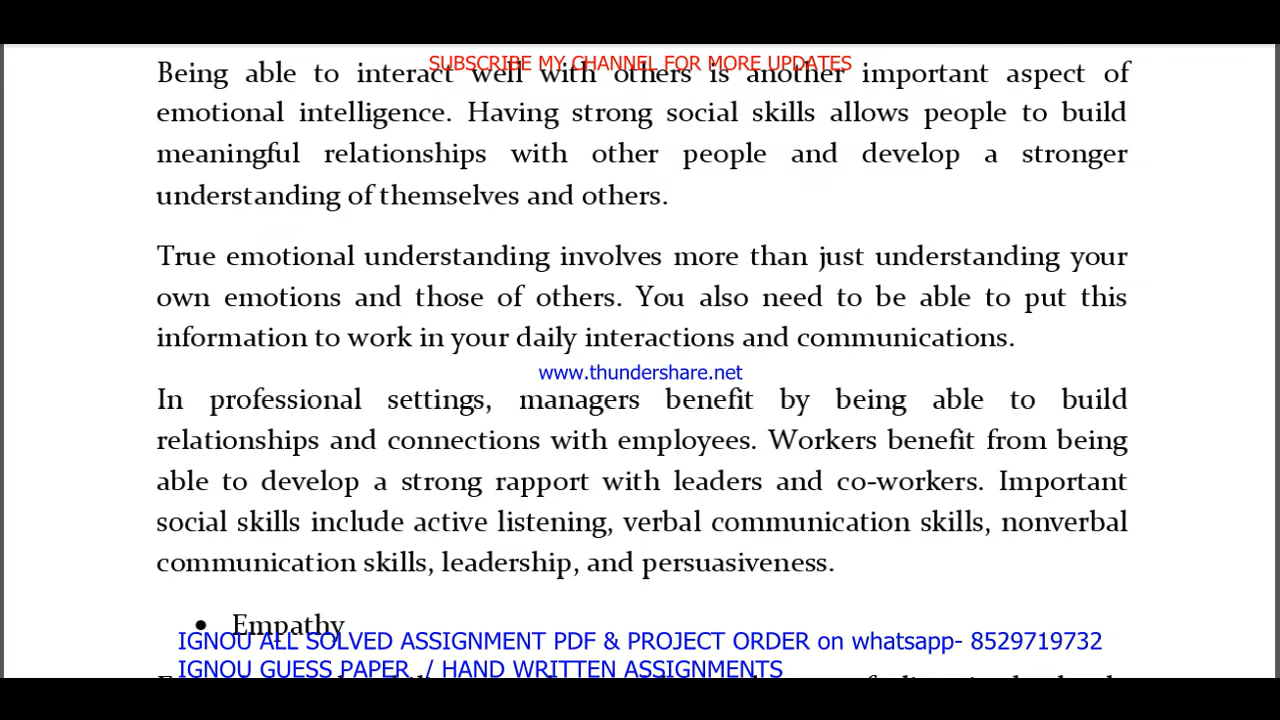 SUBSCRIBE MY CHANNEL FOR MORE UPDATES
Being able to interact well with others is another important aspect of
emotional intelligence. Having strong social skills allows people to build
meaningful relationships with other people and develop a stronger
understanding of themselves and others.
True emotional understanding involves more than just understanding your
own emotions and those of others. You also need to be able to put this
information to work in your daily interactions and communications.
www.thundershare.net
In professional settings, managers benefit by being able to build
relationships and connections with employees. Workers benefit from being
able to develop a strong rapport with leaders and co-workers. Important
social skills include active listening, verbal communication skills, nonverbal
communication skills, leadership, and persuasiveness.
• Empathy
IGNOU ALL SOLVED ASSIGNMENT PDF & PROJECT ORDER on whatsapp- 8529719732
IGNOU GUESS PAPER / HAND WRITTEN ASSIGNMENTS